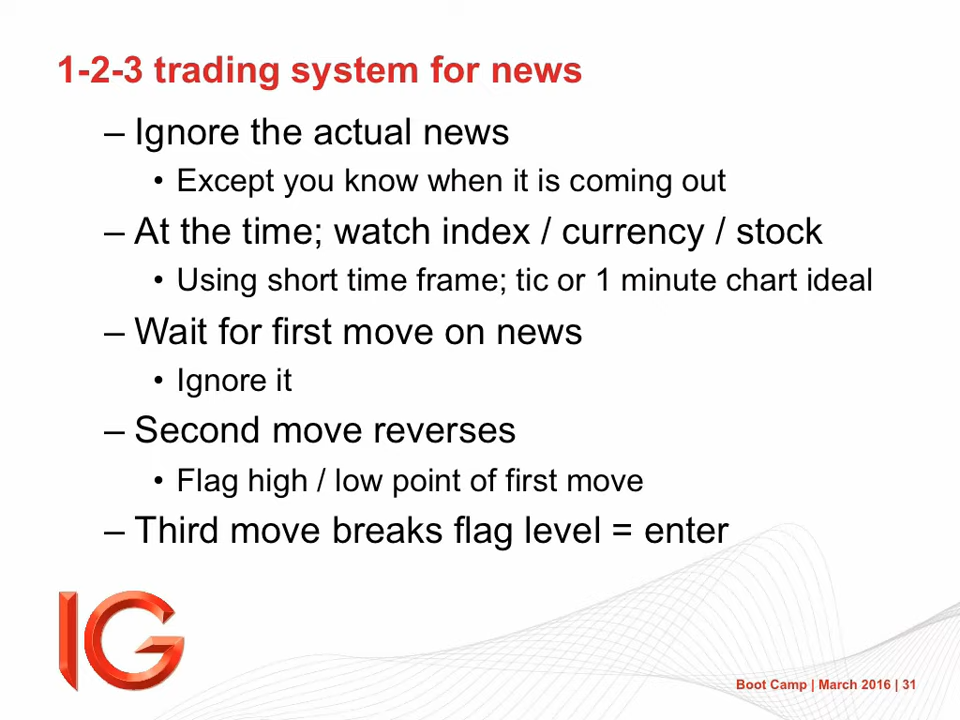 1-2-3 trading system for news
– Ignore the actual news
• Except you know when it is coming out
– At the time; watch index / currency / stock
• Using short time frame; tic or 1 minute chart ideal
– Wait for first move on news
• Ignore it
– Second move reverses
• Flag high / low point of first move
– Third move breaks flag level = enter
IG
Boot Camp | March 2016 | 31